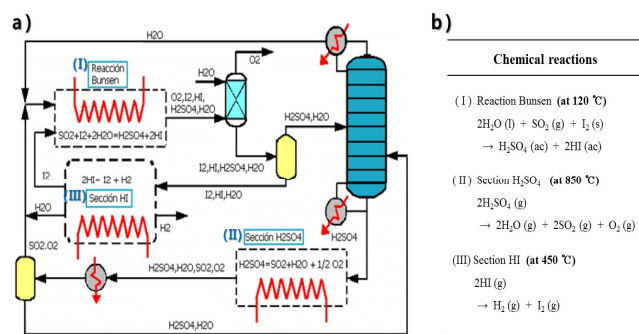 a)
H2O
(I)
Reacción
Bunsen
SO2+I2+2H2O=H2SO4+2HI
O2,I2,HI,
H2SO4,H2O
H2O
O2
H2SO4,H2O
I2,HI,H2SO4,H2O
I2,HI,H2O
I2
H2O
2HI= I2 + H2
(III)
Sección HI
H2
H2SO4
(II)
Sección H2SO4
H2SO4=SO2+H2O + 1/2 O2
H2SO4,H2O,SO2,O2
SO2,O2
H2SO4,H2O
b)
Chemical reactions
( I ) Reaction Bunsen (at 120 ℃)
2H2O (l) + SO2 (g) + I2 (s)
→ H2SO4 (ac) + 2HI (ac)
(II) Section H2SO4 (at 850℃)
2H2SO4 (g)
→ 2H2O (g) + 2SO2 (g) + O2 (g)
(III) Section HI (at 450℃)
2HI (g)
→ H2 (g) + I2 (g)